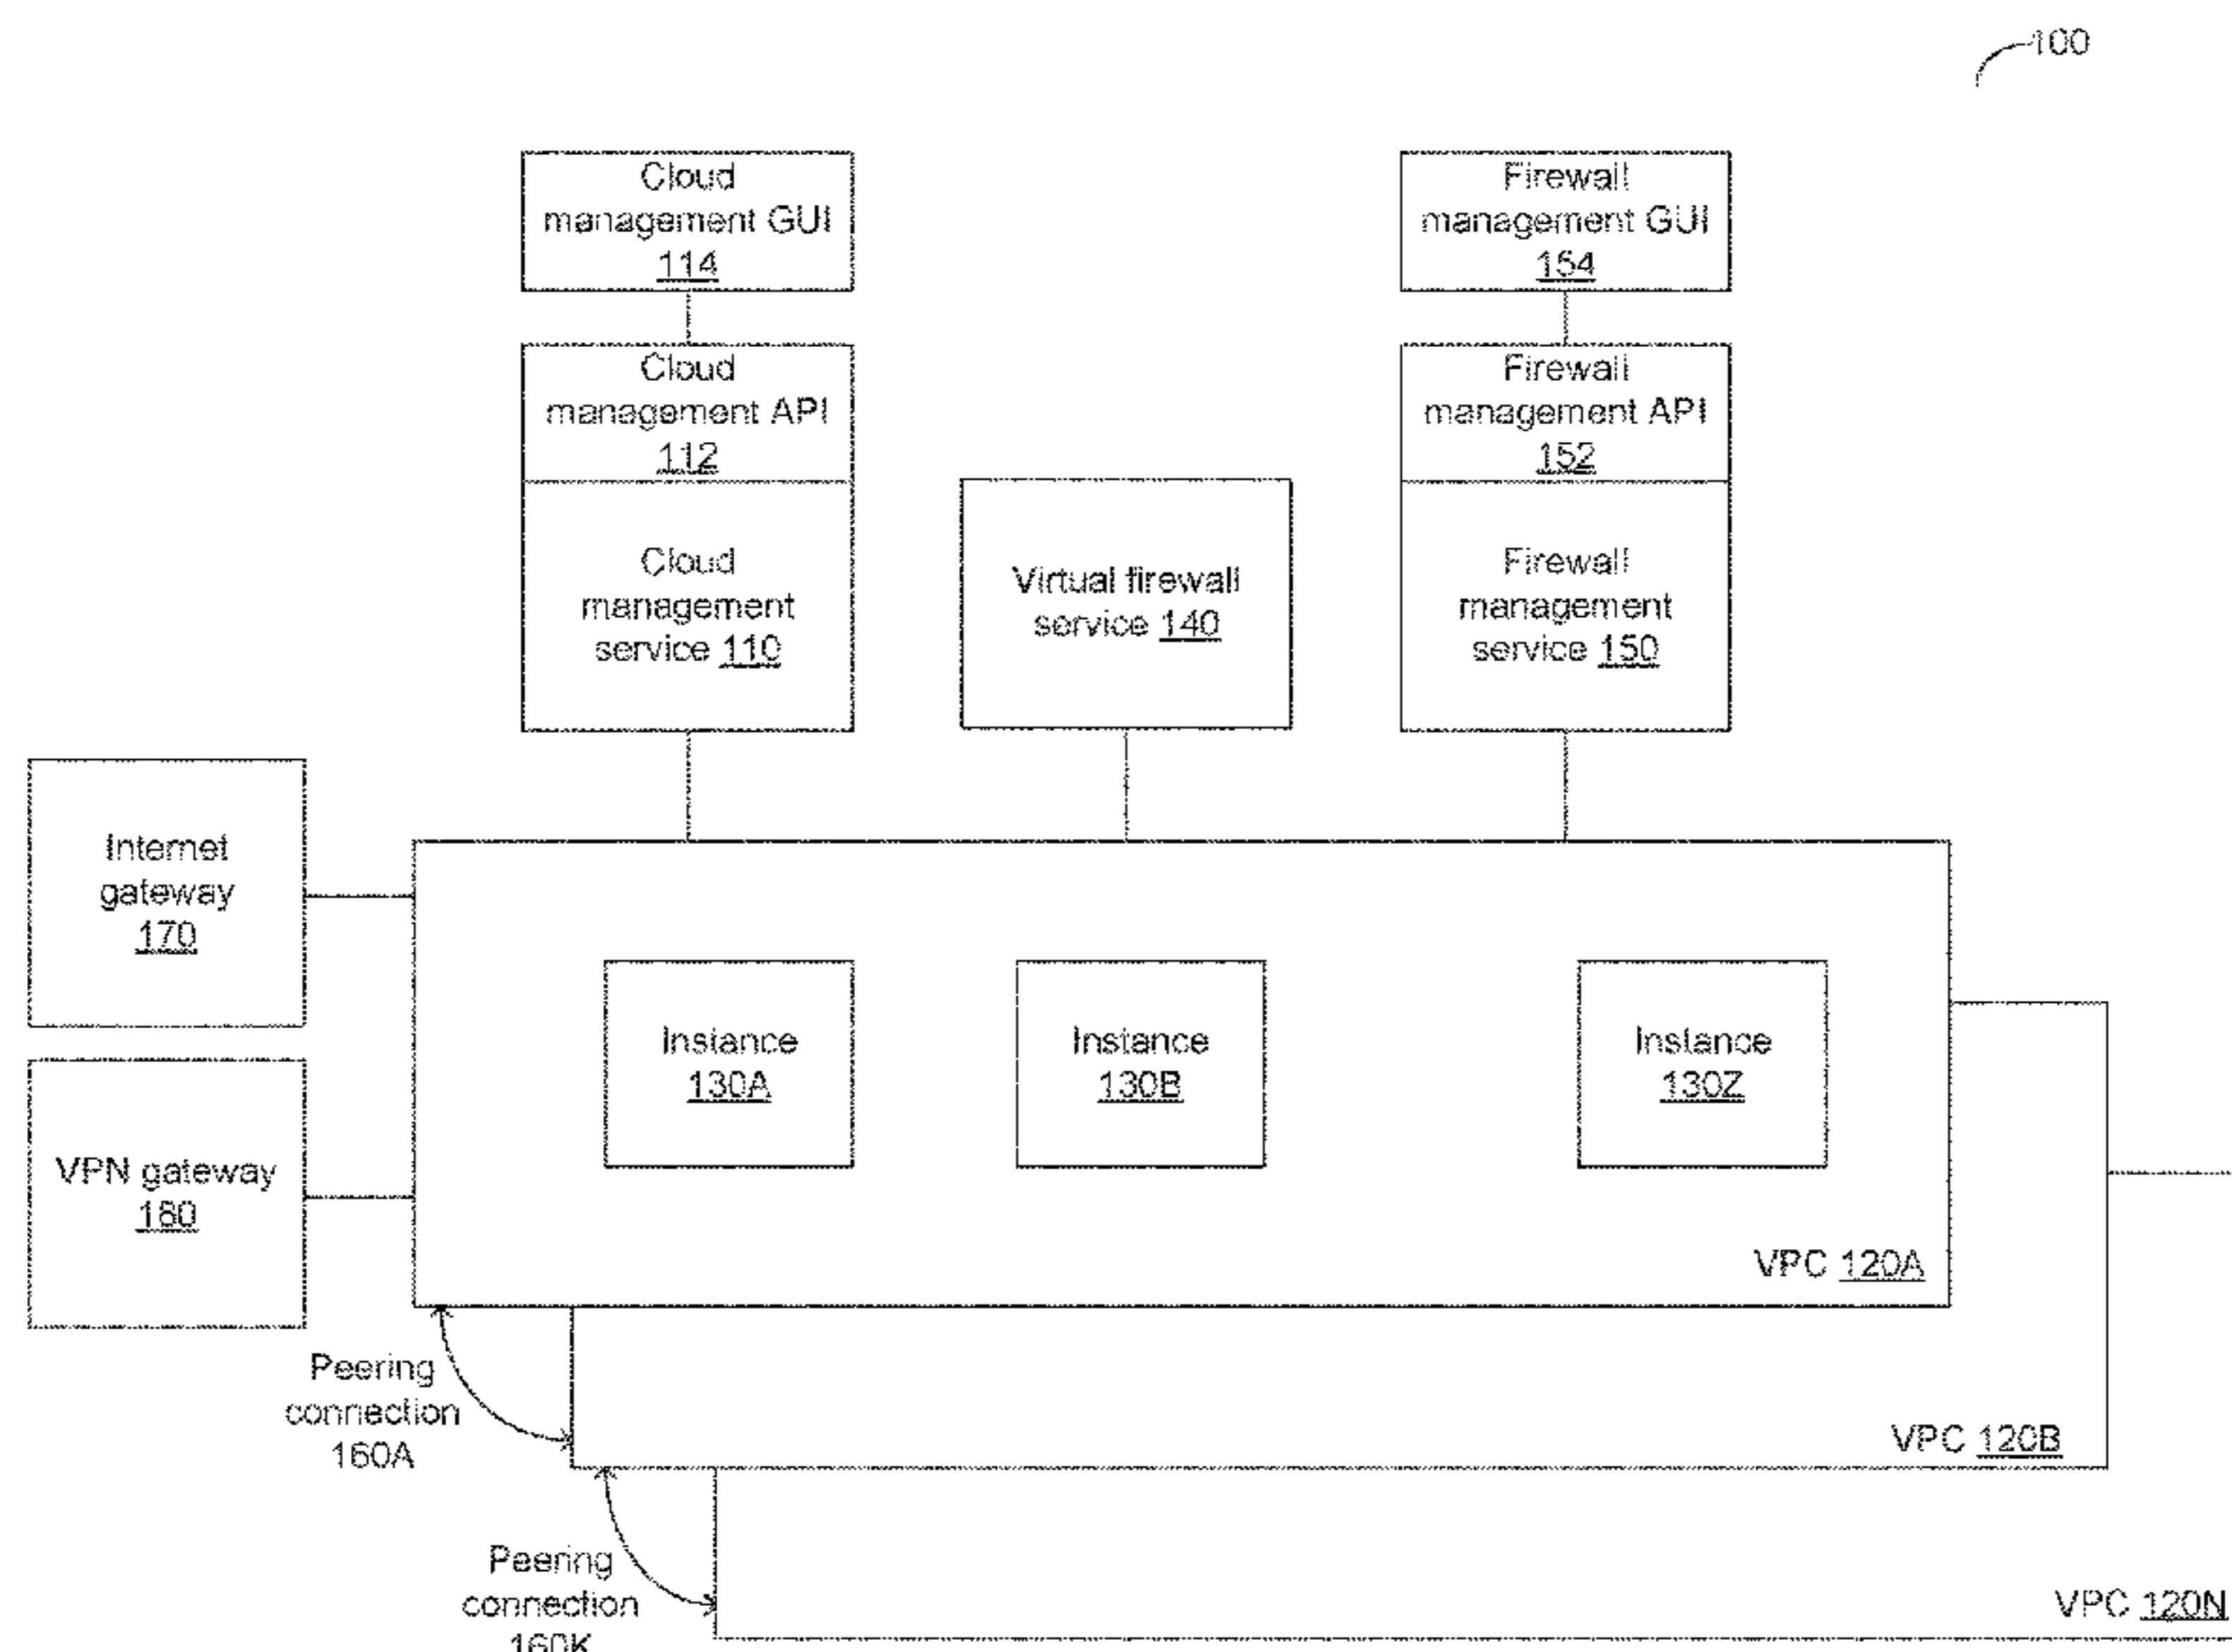 100
Cloud
management GUI
114
Firewall
management GUI
154
Cloud
management API
112
Firewall
management API
152
Cloud
management
service 110
Virtual firewall
service 140
Firewall
management
service 150
Internet
gateway
170
Instance
130A
Instance
130B
Instance
130Z
VPN gateway
180
VPC 120A
Peering
connection
160A
VPC 120B
Peering
connection
160K
VPC 120N